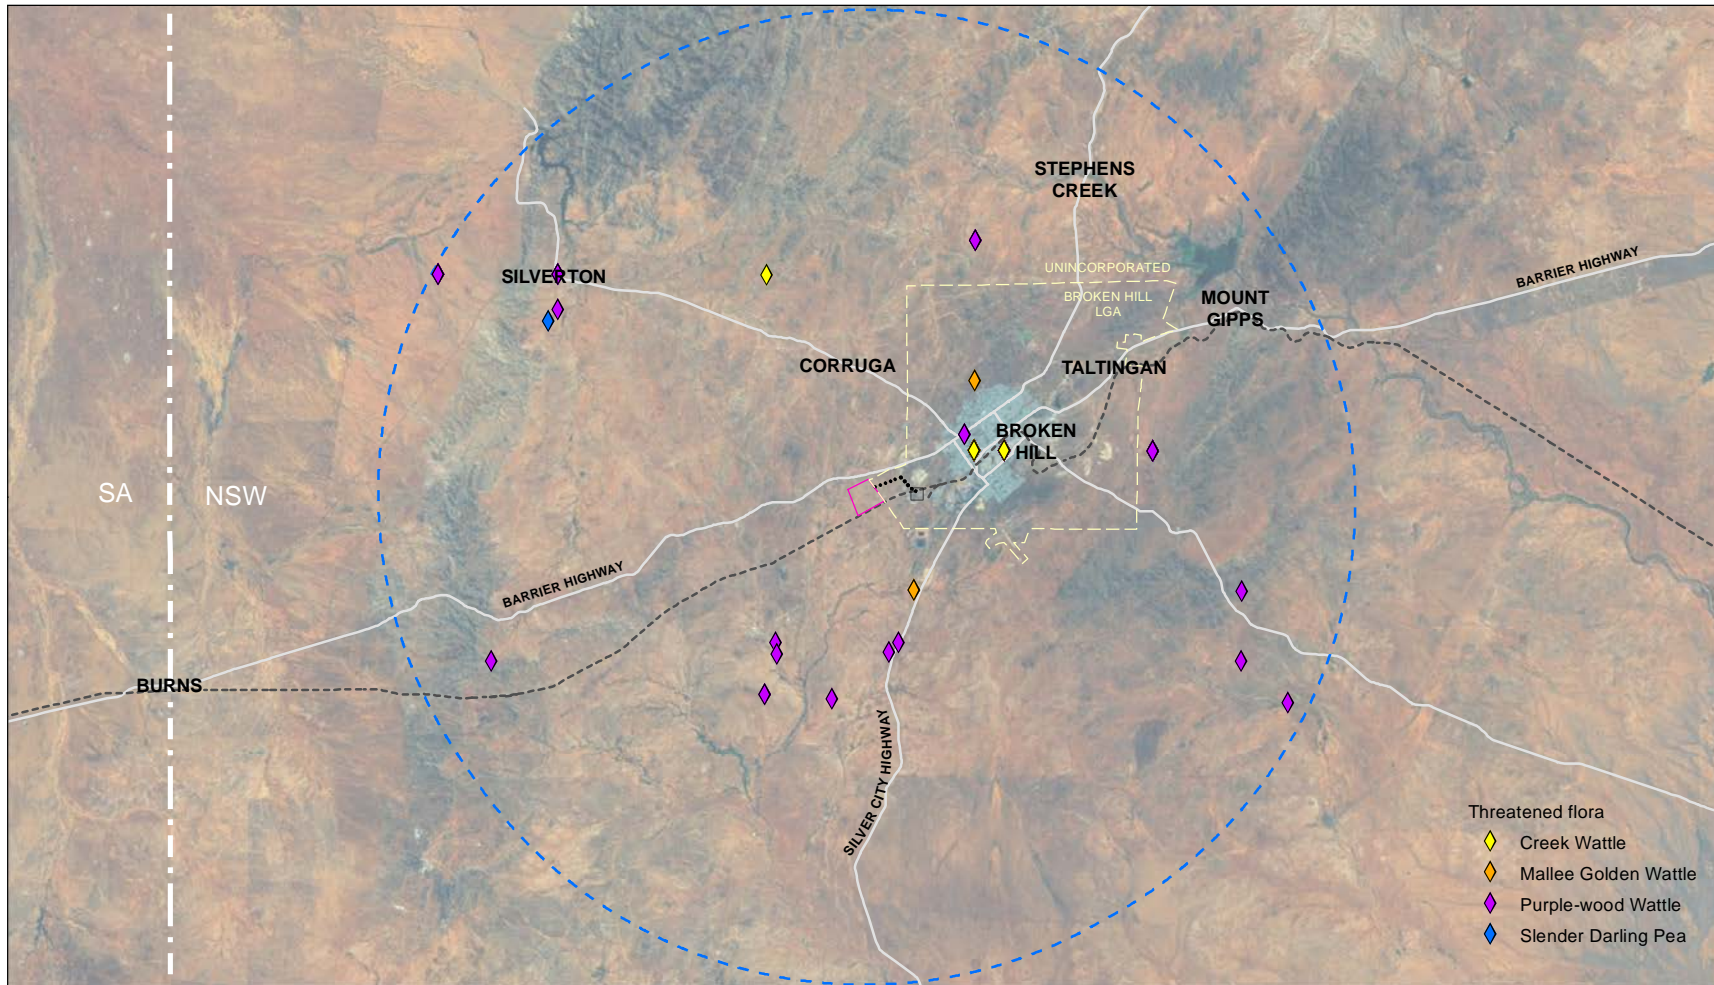 STEPHENS
CREEK
BARRIER HIGHWAY
UNINCORPORATED
SILVERTON
BROKEN HILL
LGA
MOUNT
GIPPS
CORRUGA
TALTINGAN
BROKEN
HILL
SA
NSW
BARRIER HIGHWAY
BURNS
SILVER CITY HIGHWAY
Threatened flora
Creek Wattle
Mallee Golden Wattle
Purple-wood Wattle
Slender Darling Pea